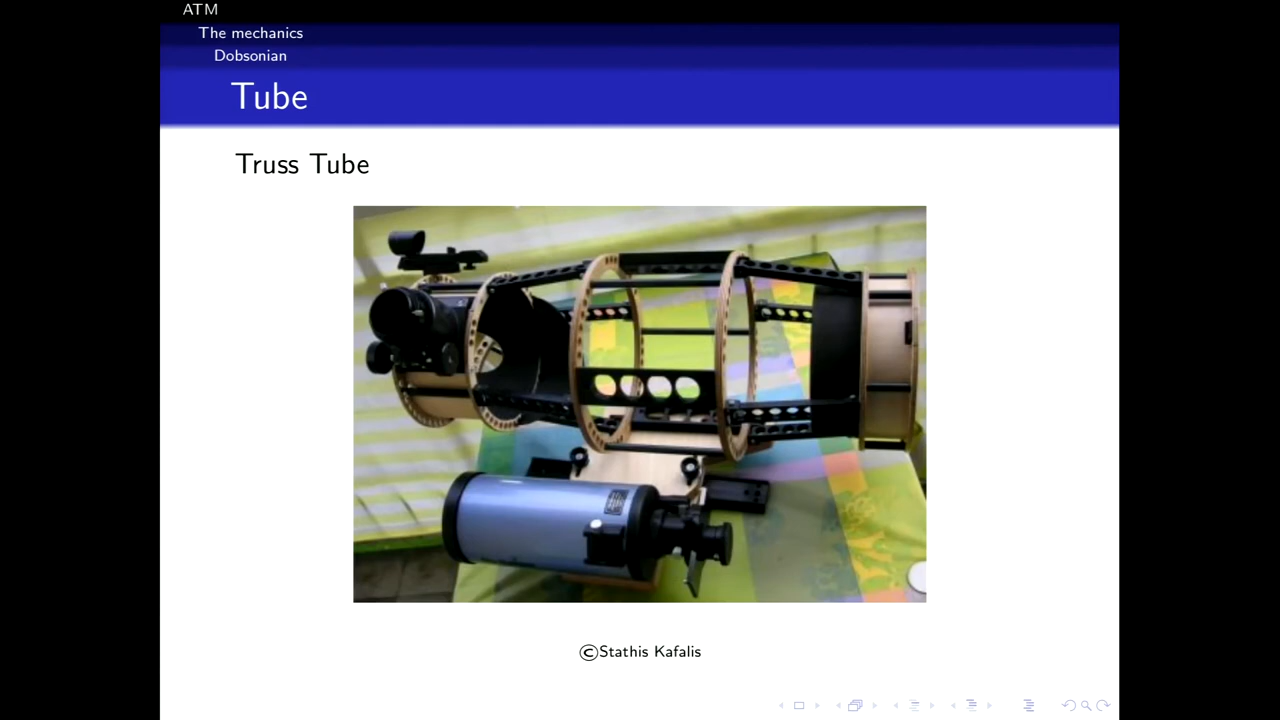 ATM
The mechanics
Dobsonian
Tube
Truss Tube
©Stathis Kafalis